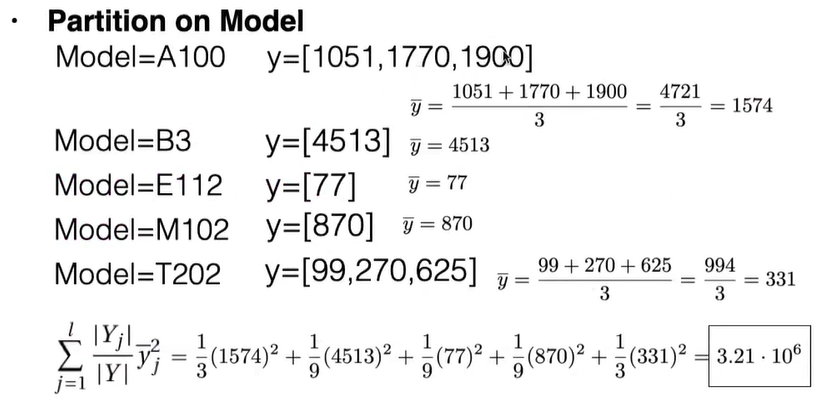 • Partition on Model
Model=A100 y=[1051,1770,1900]
y̅ = (1051 + 1770 + 1900)/3 = 4721/3 = 1574
Model=B3 y=[4513] y̅ = 4513
Model=E112 y=[77] y̅ = 77
Model=M102 y=[870] y̅ = 870
Model=T202 y=[99,270,625] y̅ = (99 + 270 + 625)/3 = 994/3 = 331
∑_{j=1}^{l} |Y_j|/|Y| y̅_j^2 = 1/3(1574)² + 1/9(4513)² + 1/9(77)² + 1/9(870)² + 1/3(331)² = 3.21 · 10⁶